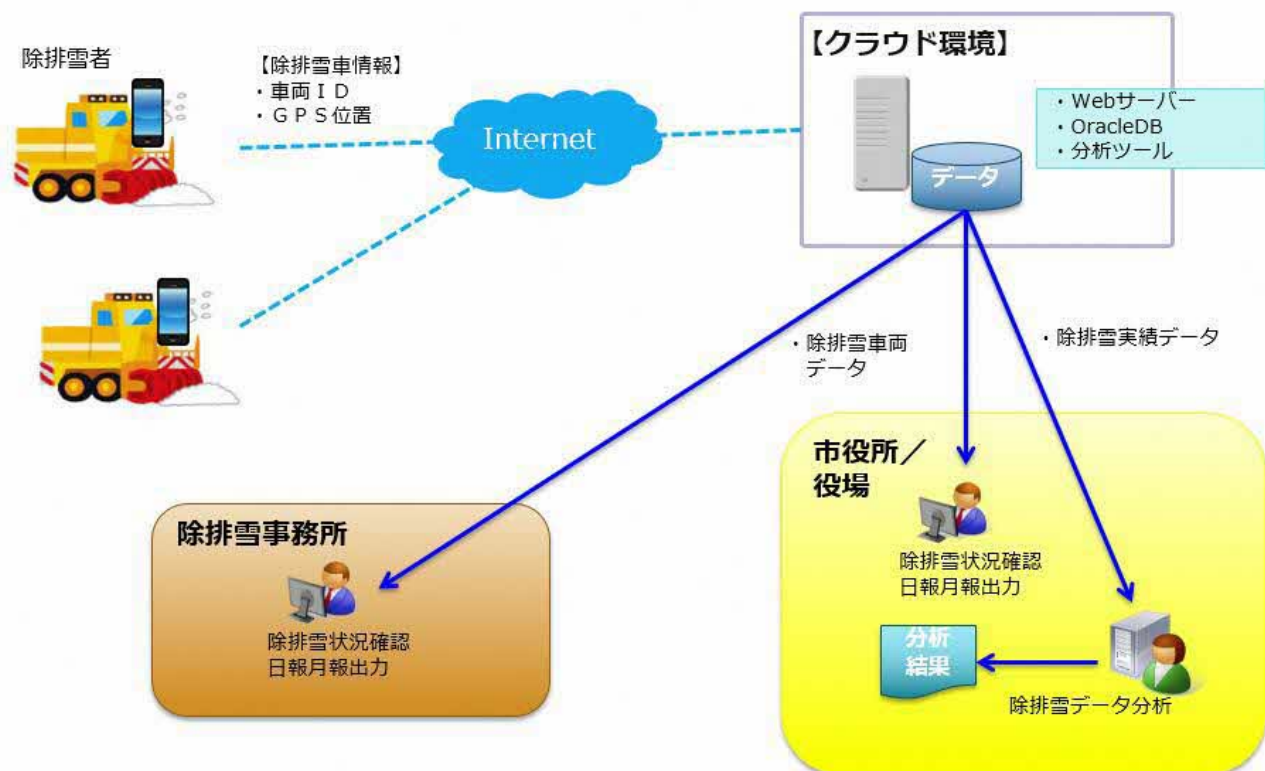 除排雪者
【除排雪車情報】
・車両ＩＤ
・ＧＰＳ位置
Internet
【クラウド環境】
データ
・Webサーバー
・OracleDB
・分析ツール
・除排雪車両
データ
・除排雪実績データ
除排雪事務所
除排雪状況確認
日報月報出力
市役所／
役場
除排雪状況確認
日報月報出力
分析
結果
除排雪データ分析